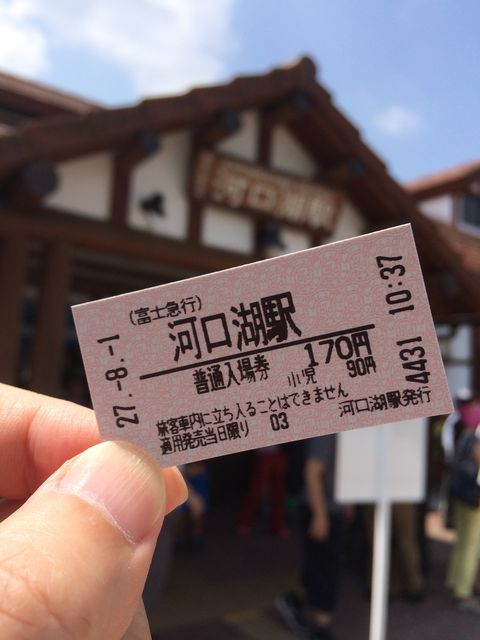 河口湖駅
(富士急行)
河口湖駅
27.-8.-1
10:37
普通入場券 170円
小児 90円
旅客車内に立ち入ることはできません
適用発売当日限り 03
河口湖駅発行
4431